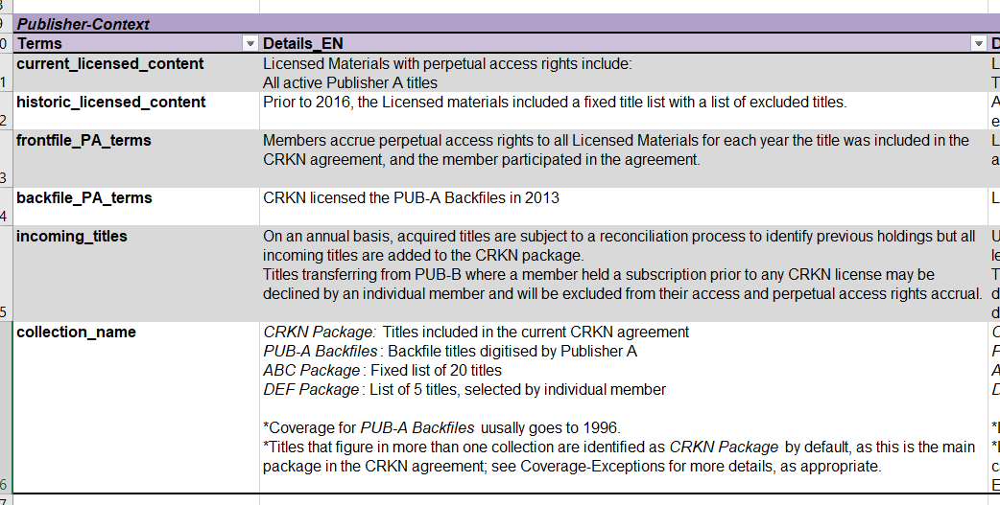 Publisher-Context
Terms Details_EN
current_licensed_content Licensed Materials with perpetual access rights include:
All active Publisher A titles
historic_licensed_content Prior to 2016, the Licensed materials included a fixed title list with a list of excluded titles.
frontfile_PA_terms Members accrue perpetual access rights to all Licensed Materials for each year the title was included in the
CRKN agreement, and the member participated in the agreement.
backfile_PA_terms CRKN licensed the PUB-A Backfiles in 2013
incoming_titles On an annual basis, acquired titles are subject to a reconciliation process to identify previous holdings but all
incoming titles are added to the CRKN package.
Titles transferring from PUB-B where a member held a subscription prior to any CRKN license may be
declined by an individual member and will be excluded from their access and perpetual access rights accrual.
collection_name CRKN Package: Titles included in the current CRKN agreement
PUB-A Backfiles : Backfile titles digitised by Publisher A
ABC Package : Fixed list of 20 titles
DEF Package : List of 5 titles, selected by individual member
*Coverage for PUB-A Backfiles uusally goes to 1996.
*Titles that figure in more than one collection are identified as CRKN Package by default, as this is the main
package in the CRKN agreement; see Coverage-Exceptions for more details, as appropriate.